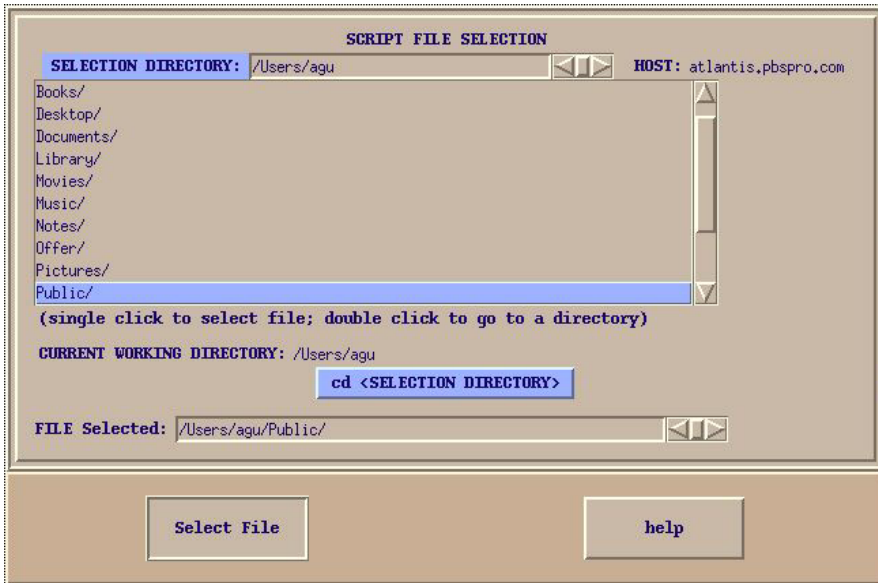 SCRIPT FILE SELECTION
SELECTION DIRECTORY: /Users/agu HOST: atlantis.pbspro.com
Books/
Desktop/
Documents/
Library/
Movies/
Music/
Notes/
Offer/
Pictures/
Public/
(single click to select file; double click to go to a directory)
CURRENT WORKING DIRECTORY: /Users/agu
cd <SELECTION DIRECTORY>
FILE Selected: /Users/agu/Public/
Select File help